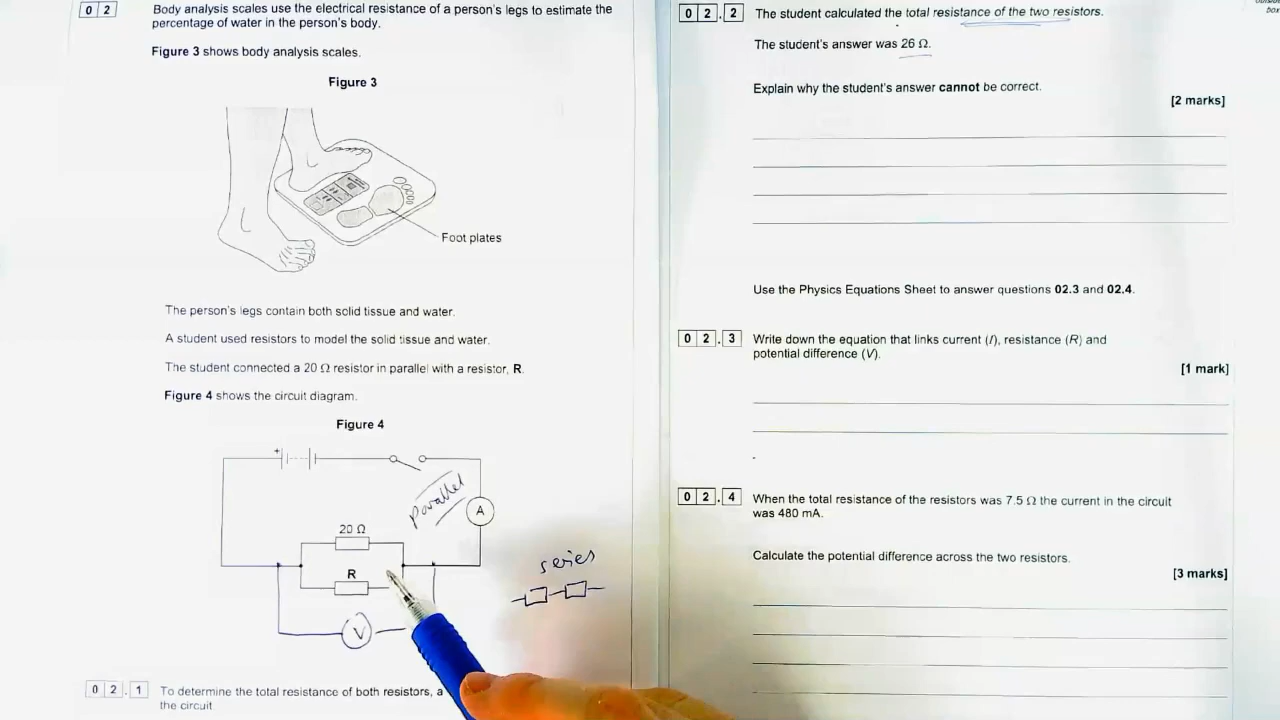 0 2
Body analysis scales use the electrical resistance of a person's legs to estimate the
percentage of water in the person's body.
Figure 3 shows body analysis scales.
Figure 3
Foot plates
The person's legs contain both solid tissue and water.
A student used resistors to model the solid tissue and water.
The student connected a 20 Ω resistor in parallel with a resistor, R.
Figure 4 shows the circuit diagram.
Figure 4
+
parallel
A
20 Ω
R
V
series
0 2 . 1
To determine the total resistance of both resistors, a
the circuit
0 2 . 2
The student calculated the total resistance of the two resistors.
The student's answer was 26 Ω.
Explain why the student's answer cannot be correct.
[2 marks]
Use the Physics Equations Sheet to answer questions 02.3 and 02.4.
0 2 . 3
Write down the equation that links current (I), resistance (R) and
potential difference (V).
[1 mark]
0 2 . 4
When the total resistance of the resistors was 7.5 Ω the current in the circuit
was 480 mA.
Calculate the potential difference across the two resistors.
[3 marks]
box